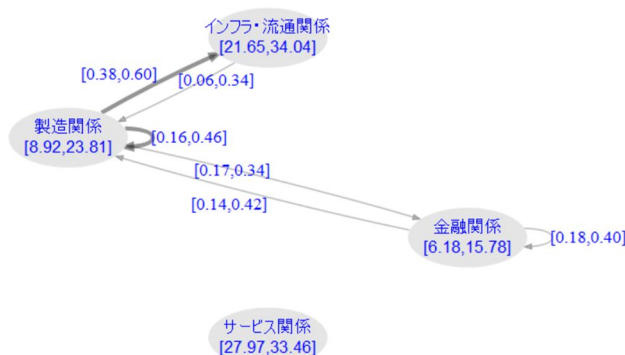 インフラ・流通関係
[21.65,34.04]
[0.38,0.60]
[0.06,0.34]
製造関係
[8.92,23.81]
[0.16,0.46]
[0.17,0.34]
[0.14,0.42]
金融関係
[6.18,15.78]
[0.18,0.40]
サービス関係
[27.97,33.46]